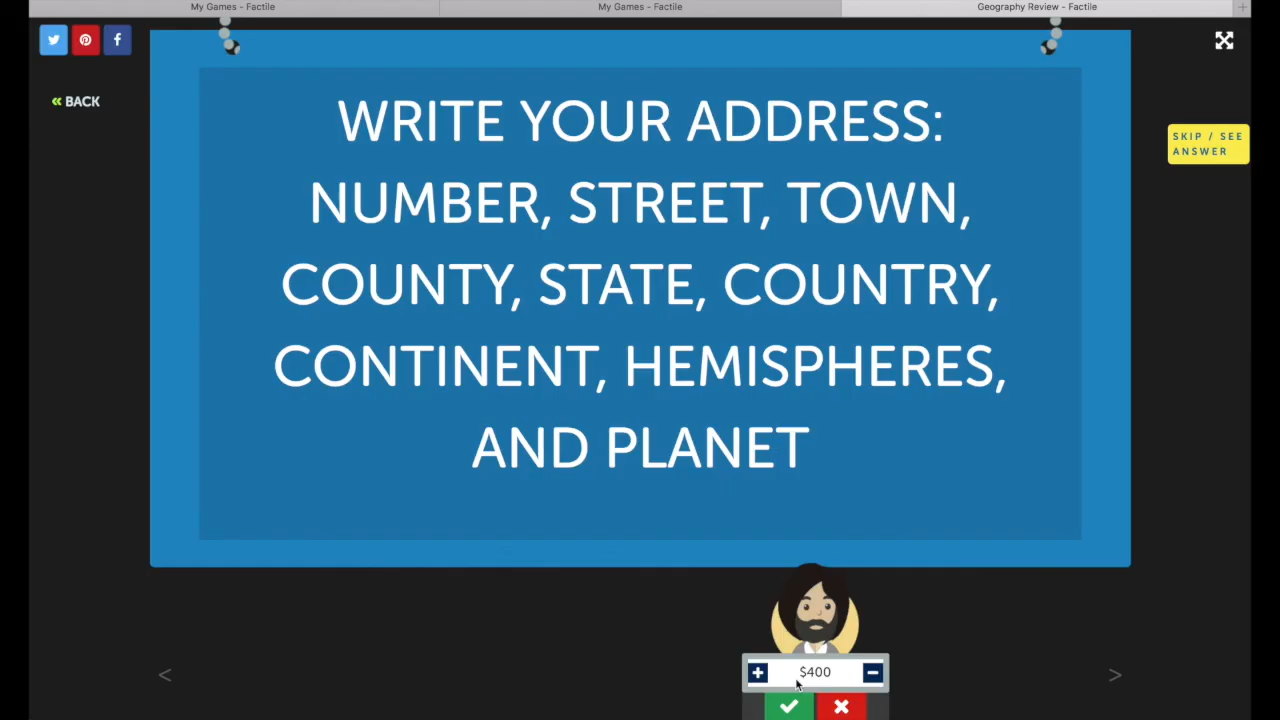 My Games - Factile
My Games - Factile
Geography Review - Factile
« BACK
SKIP / SEE
ANSWER
WRITE YOUR ADDRESS:
NUMBER, STREET, TOWN,
COUNTY, STATE, COUNTRY,
CONTINENT, HEMISPHERES,
AND PLANET
$400